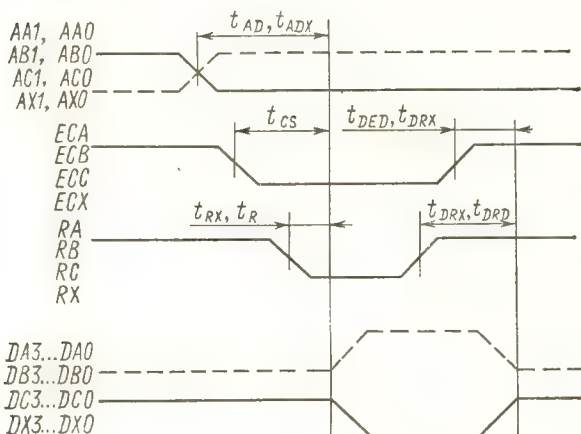 t_AD, t_ADX
AA1, AA0
AB1, AB0
AC1, AC0
AX1, AX0
t_CS
t_DED, t_DRX
ECA
ECB
ECC
ECX
t_RX, t_R
t_DRX, t_DRD
RA
RB
RC
RX
DA3...DA0
DB3...DB0
DC3...DC0
DX3...DX0